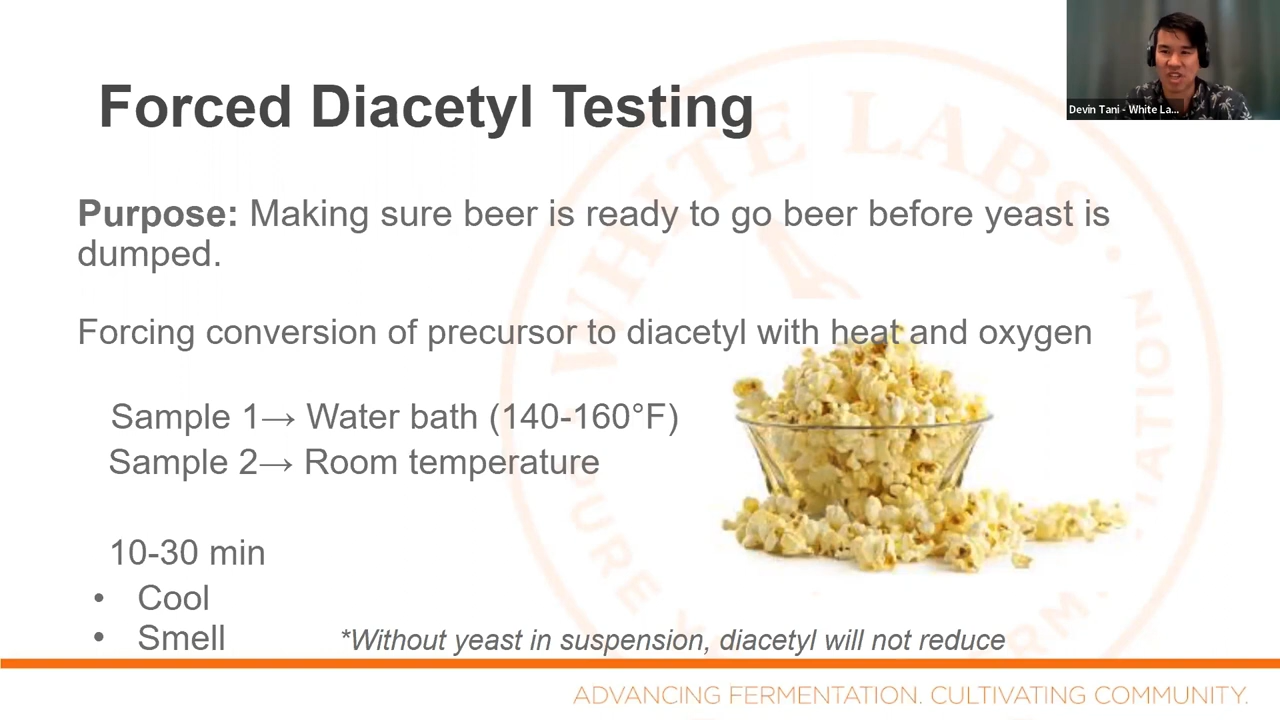 Forced Diacetyl Testing
Devin Tani - White La...
Purpose: Making sure beer is ready to go beer before yeast is
dumped.
Forcing conversion of precursor to diacetyl with heat and oxygen
Sample 1→ Water bath (140-160°F)
Sample 2→ Room temperature
10-30 min
• Cool
• Smell
*Without yeast in suspension, diacetyl will not reduce
WHITE LABS
PURE
ADVANCING FERMENTATION. CULTIVATING COMMUNITY.